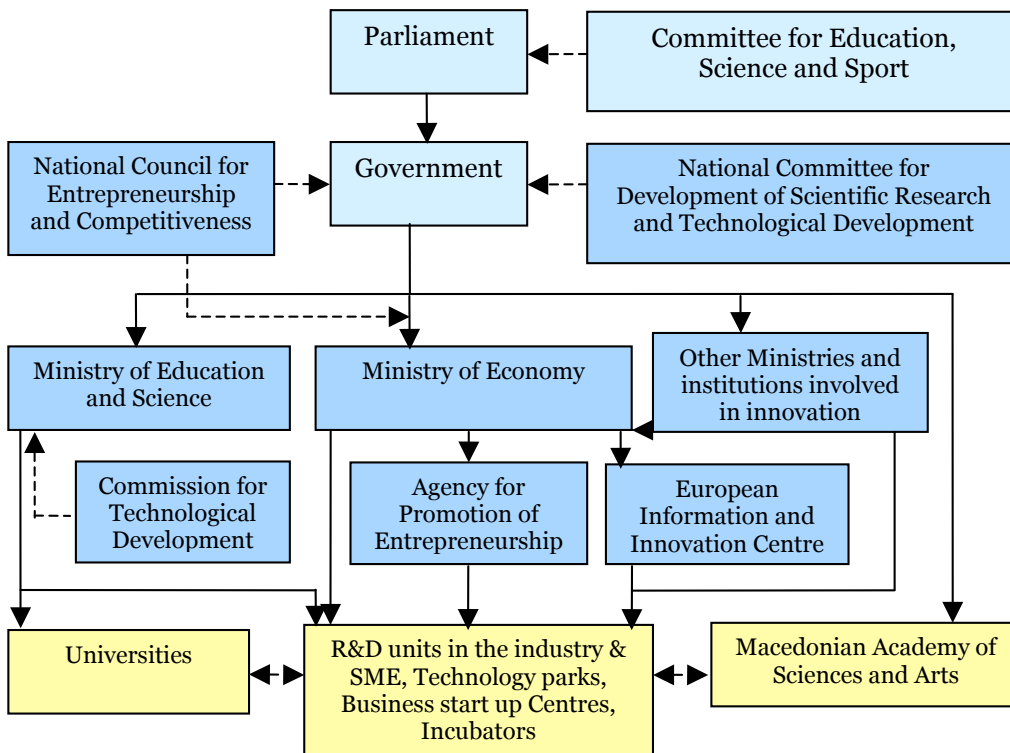 Parliament
Committee for Education,
Science and Sport
National Council for
Entrepreneurship
and Competitiveness
Government
National Committee for
Development of Scientific Research
and Technological Development
Ministry of Education
and Science
Ministry of Economy
Other Ministries and
institutions involved
in innovation
Commission for
Technological
Development
Agency for
Promotion of
Entrepreneurship
European
Information and
Innovation Centre
Universities
R&D units in the industry &
SME, Technology parks,
Business start up Centres,
Incubators
Macedonian Academy of
Sciences and Arts